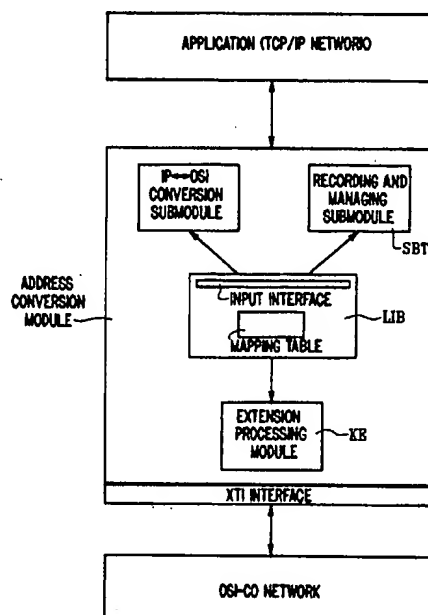 APPLICATION (TCP/IP NETWORK)
IP↔OSI
CONVERSION
SUBMODULE
RECORDING AND
MANAGING
SUBMODULE
SBT
ADDRESS
CONVERSION
MODULE
INPUT INTERFACE
LIB
MAPPING TABLE
EXTENSION
PROCESSING
MODULE
KE
XTI INTERFACE
OSI-CO NETWORK